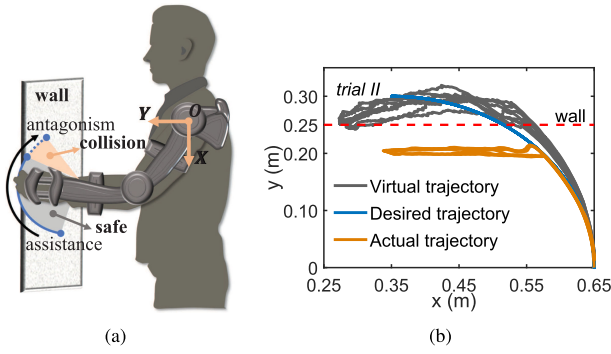 wall
antagonism
collision
safe
assistance
Y
O
X
(a)
trial II
wall
y (m)
0.30
0.25
0.20
0.10
0
Virtual trajectory
Desired trajectory
Actual trajectory
0.25
0.35
0.45
0.55
0.65
x (m)
(b)